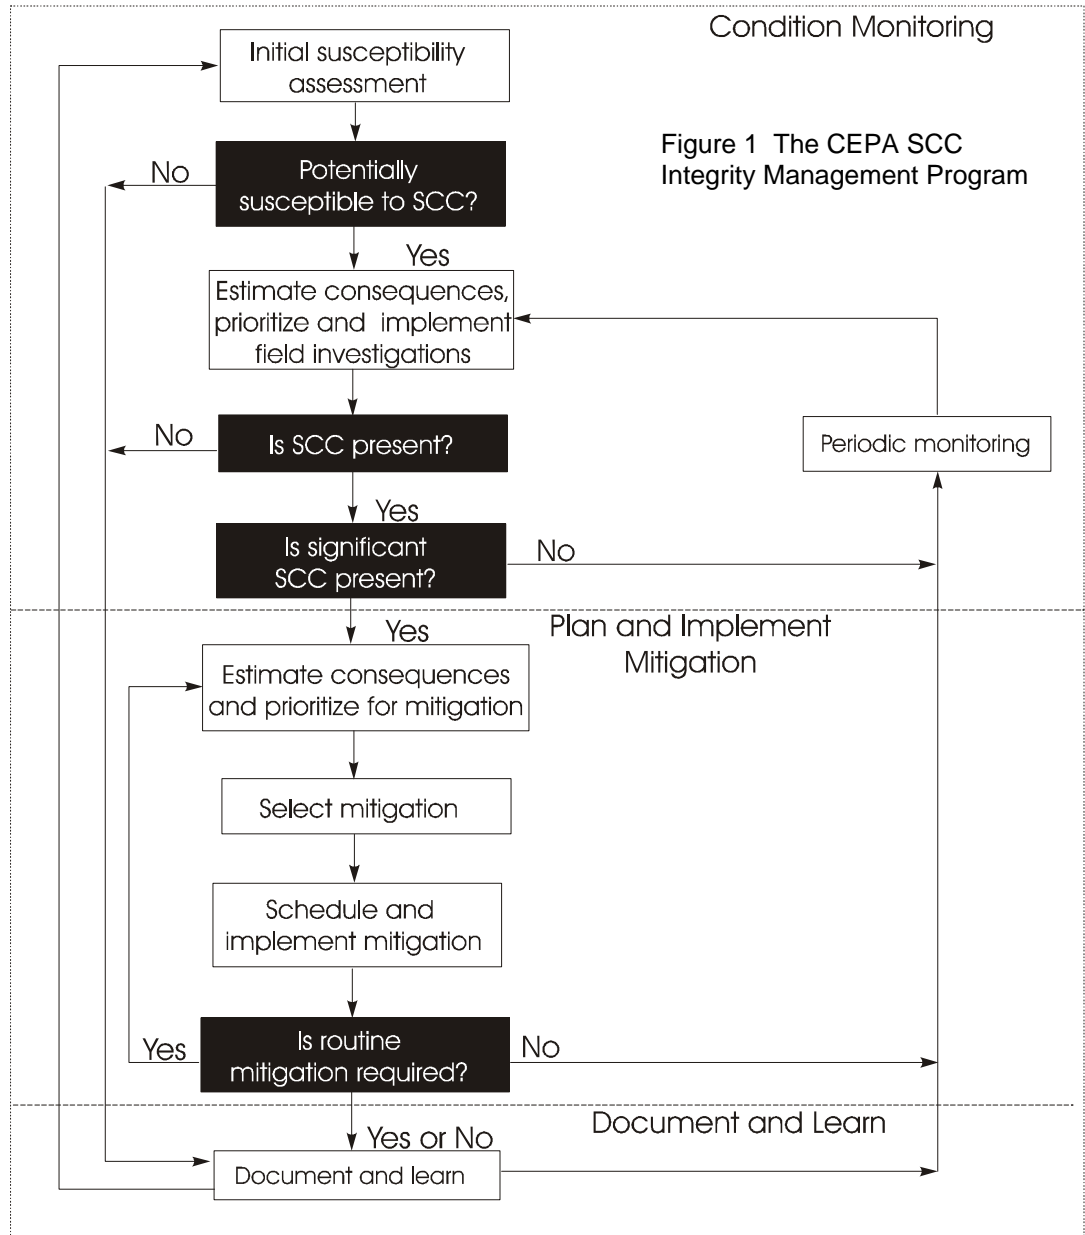 Condition Monitoring
Initial susceptibility
assessment
Figure 1 The CEPA SCC
Integrity Management Program
No
Potentially
susceptible to SCC?
Yes
Estimate consequences,
prioritize and implement
field investigations
No
Is SCC present?
Periodic monitoring
Yes
Is significant
SCC present?
No
Plan and Implement
Mitigation
Yes
Estimate consequences
and prioritize for mitigation
Select mitigation
Schedule and
implement mitigation
Yes
Is routine
mitigation required?
No
Document and Learn
Yes or No
Document and learn